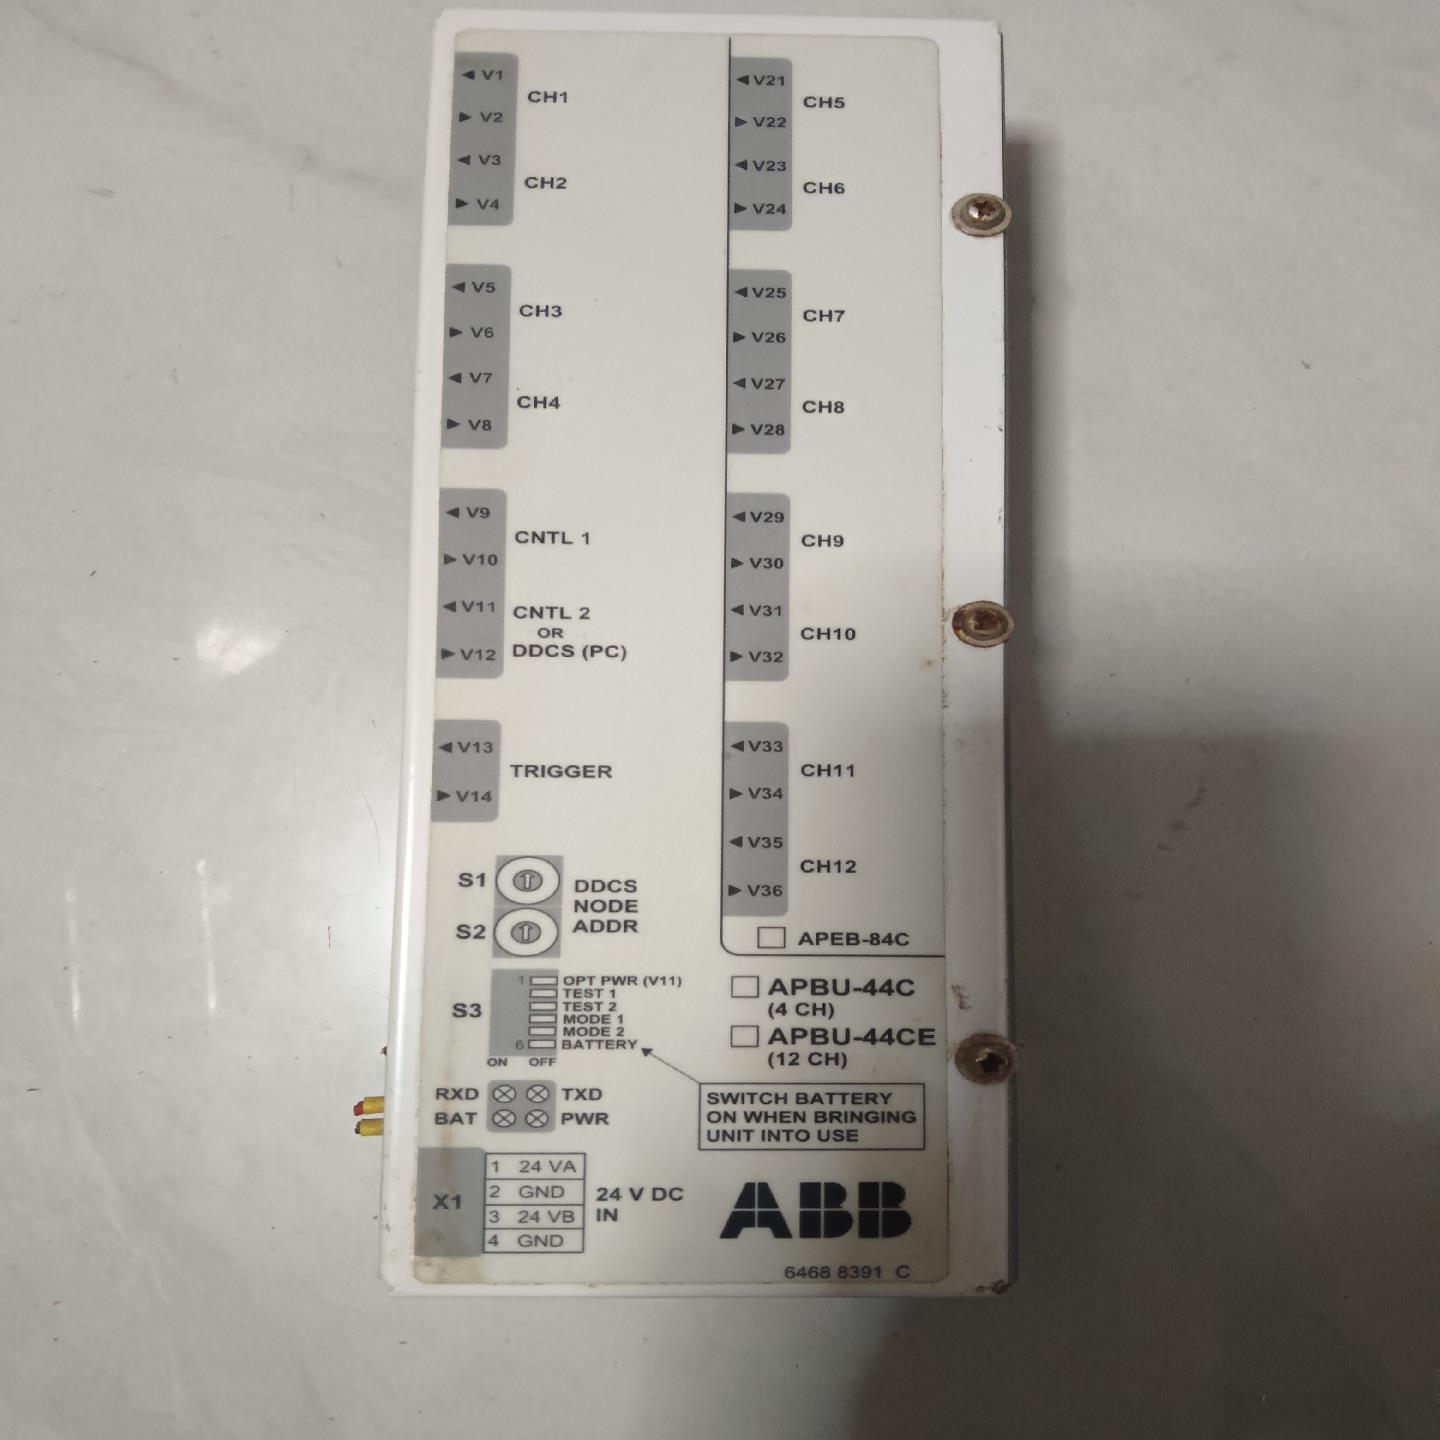 ◄ V1
CH1
► V2
◄ V3
CH2
► V4
◄ V5
CH3
► V6
◄ V7
CH4
► V8
◄ V9
CNTL 1
► V10
◄ V11
CNTL 2
OR
► V12
DDCS (PC)
◄ V13
TRIGGER
► V14
S1
S2
DDCS
NODE
ADDR
S3
1 OPT PWR (V11)
TEST 1
TEST 2
MODE 1
MODE 2
6 BATTERY
ON OFF
RXD TXD
BAT PWR
X1
1 24 VA
2 GND
3 24 VB
4 GND
24 V DC
IN
◄ V21
CH5
► V22
◄ V23
CH6
► V24
◄ V25
CH7
► V26
◄ V27
CH8
► V28
◄ V29
CH9
► V30
◄ V31
CH10
► V32
◄ V33
CH11
► V34
◄ V35
CH12
► V36
APEB-84C
APBU-44C
(4 CH)
APBU-44CE
(12 CH)
SWITCH BATTERY
ON WHEN BRINGING
UNIT INTO USE
ABB
6468 8391 C